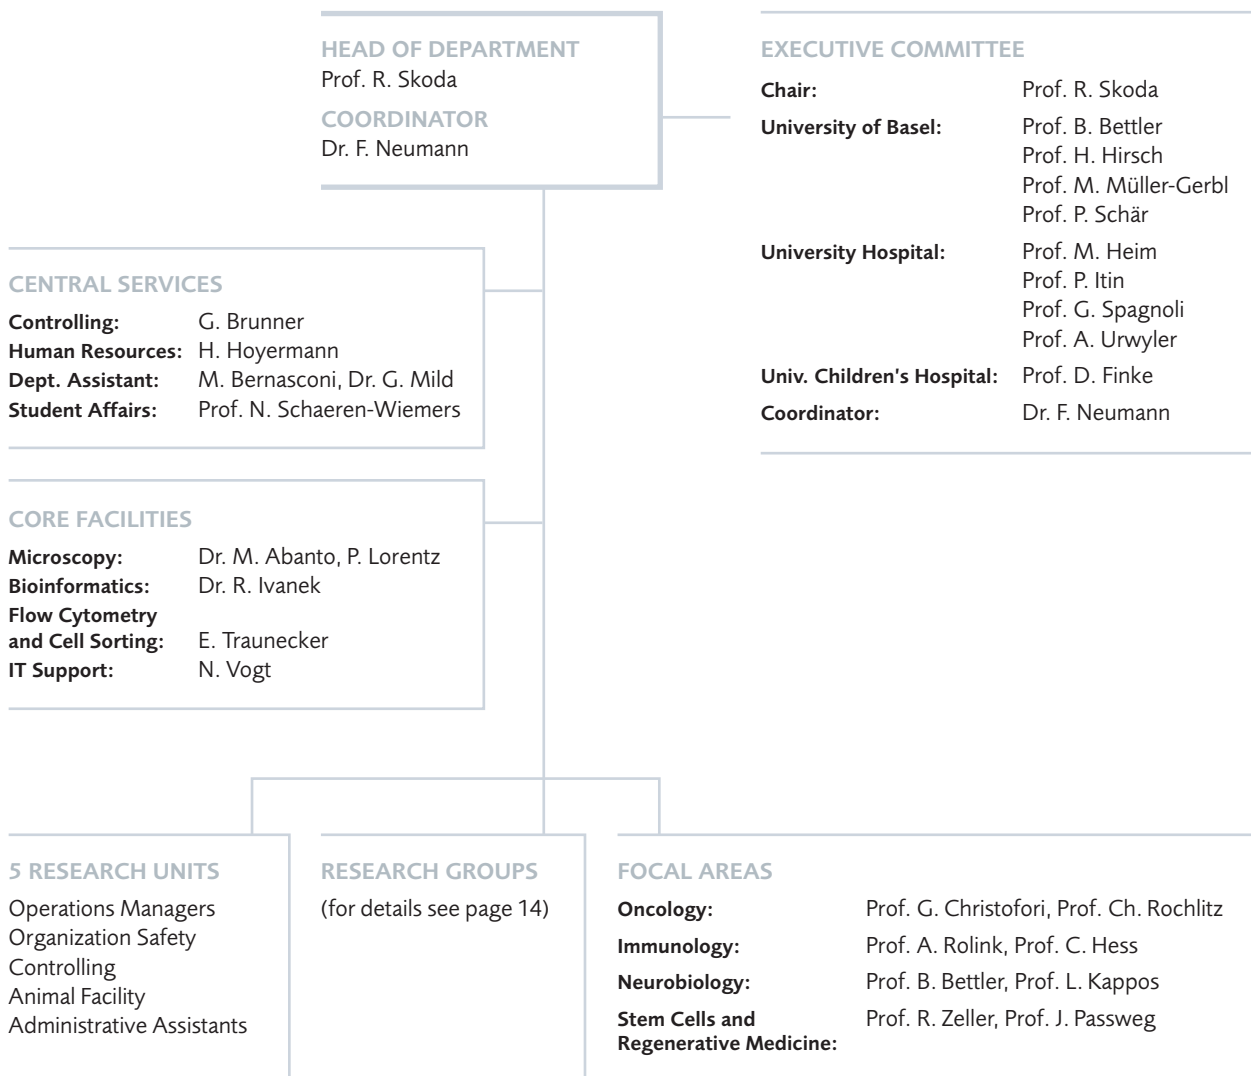 HEAD OF DEPARTMENT
Prof. R. Skoda
COORDINATOR
Dr. F. Neumann
EXECUTIVE COMMITTEE
Chair: Prof. R. Skoda
University of Basel: Prof. B. Bettler
Prof. H. Hirsch
Prof. M. Müller-Gerbl
Prof. P. Schär
University Hospital: Prof. M. Heim
Prof. P. Itin
Prof. G. Spagnoli
Prof. A. Urwyler
Univ. Children's Hospital: Prof. D. Finke
Coordinator: Dr. F. Neumann
CENTRAL SERVICES
Controlling: G. Brunner
Human Resources: H. Hoyermann
Dept. Assistant: M. Bernasconi, Dr. G. Mild
Student Affairs: Prof. N. Schaeren-Wiemers
CORE FACILITIES
Microscopy: Dr. M. Abanto, P. Lorentz
Bioinformatics: Dr. R. Ivanek
Flow Cytometry
and Cell Sorting: E. Traunecker
IT Support: N. Vogt
5 RESEARCH UNITS
Operations Managers
Organization Safety
Controlling
Animal Facility
Administrative Assistants
RESEARCH GROUPS
(for details see page 14)
FOCAL AREAS
Oncology: Prof. G. Christofori, Prof. Ch. Rochlitz
Immunology: Prof. A. Rolink, Prof. C. Hess
Neurobiology: Prof. B. Bettler, Prof. L. Kappos
Stem Cells and Prof. R. Zeller, Prof. J. Passweg
Regenerative Medicine: